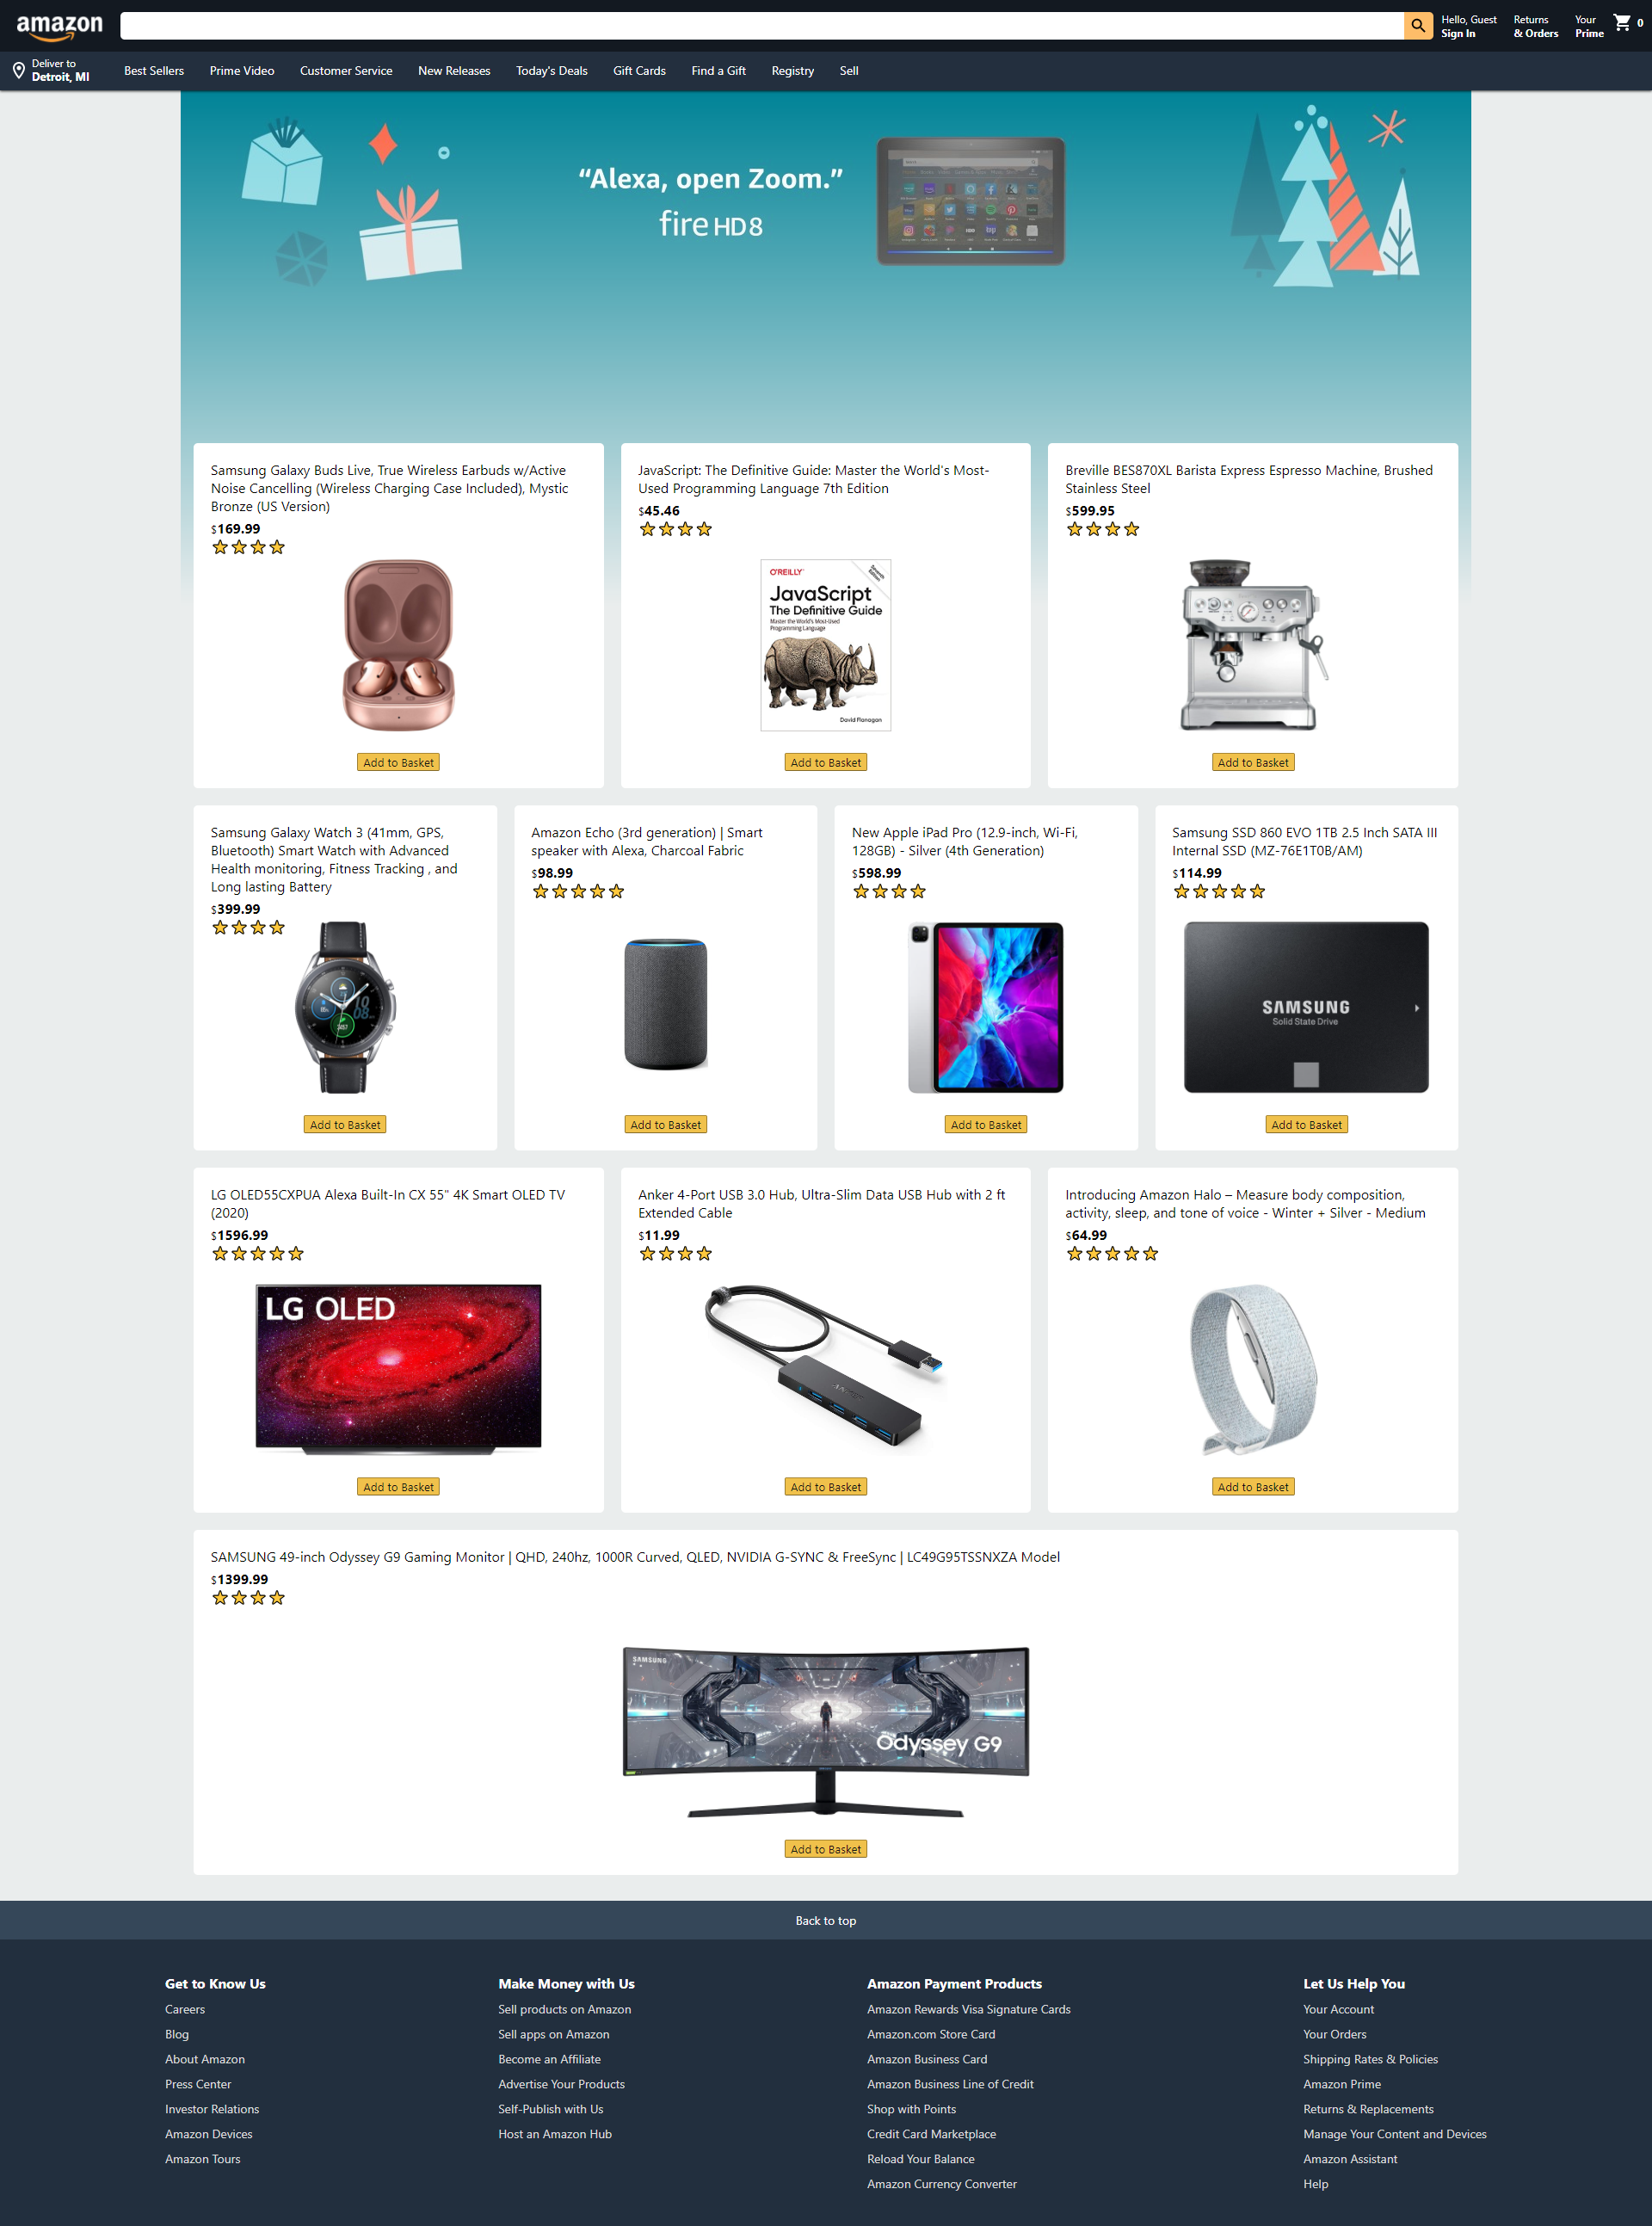 amazon
Hello, Guest
Sign In
Returns
& Orders
Your
Prime
0
Deliver to
Detroit, MI
Best Sellers
Prime Video
Customer Service
New Releases
Today's Deals
Gift Cards
Find a Gift
Registry
Sell
“Alexa, open Zoom.”
fire HD 8
Samsung Galaxy Buds Live, True Wireless Earbuds w/Active
Noise Cancelling (Wireless Charging Case Included), Mystic
Bronze (US Version)
$169.99
Add to Basket
JavaScript: The Definitive Guide: Master the World's Most-
Used Programming Language 7th Edition
$45.46
O'REILLY
Seventh
Edition
JavaScript
The Definitive Guide
Master the World's Most-Used
Programming Language
David Flanagan
Add to Basket
Breville BES870XL Barista Express Espresso Machine, Brushed
Stainless Steel
$599.95
Add to Basket
Samsung Galaxy Watch 3 (41mm, GPS,
Bluetooth) Smart Watch with Advanced
Health monitoring, Fitness Tracking , and
Long lasting Battery
$399.99
Add to Basket
Amazon Echo (3rd generation) | Smart
speaker with Alexa, Charcoal Fabric
$98.99
Add to Basket
New Apple iPad Pro (12.9-inch, Wi-Fi,
128GB) - Silver (4th Generation)
$598.99
Add to Basket
Samsung SSD 860 EVO 1TB 2.5 Inch SATA III
Internal SSD (MZ-76E1T0B/AM)
$114.99
SAMSUNG
Solid State Drive
Add to Basket
LG OLED55CXPUA Alexa Built-In CX 55" 4K Smart OLED TV
(2020)
$1596.99
LG OLED
Add to Basket
Anker 4-Port USB 3.0 Hub, Ultra-Slim Data USB Hub with 2 ft
Extended Cable
$11.99
Add to Basket
Introducing Amazon Halo – Measure body composition,
activity, sleep, and tone of voice - Winter + Silver - Medium
$64.99
Add to Basket
SAMSUNG 49-inch Odyssey G9 Gaming Monitor | QHD, 240hz, 1000R Curved, QLED, NVIDIA G-SYNC & FreeSync | LC49G95TSSNXZA Model
$1399.99
SAMSUNG
Odyssey G9
Add to Basket
Back to top
Get to Know Us
Careers
Blog
About Amazon
Press Center
Investor Relations
Amazon Devices
Amazon Tours
Make Money with Us
Sell products on Amazon
Sell apps on Amazon
Become an Affiliate
Advertise Your Products
Self-Publish with Us
Host an Amazon Hub
Amazon Payment Products
Amazon Rewards Visa Signature Cards
Amazon.com Store Card
Amazon Business Card
Amazon Business Line of Credit
Shop with Points
Credit Card Marketplace
Reload Your Balance
Amazon Currency Converter
Let Us Help You
Your Account
Your Orders
Shipping Rates & Policies
Amazon Prime
Returns & Replacements
Manage Your Content and Devices
Amazon Assistant
Help